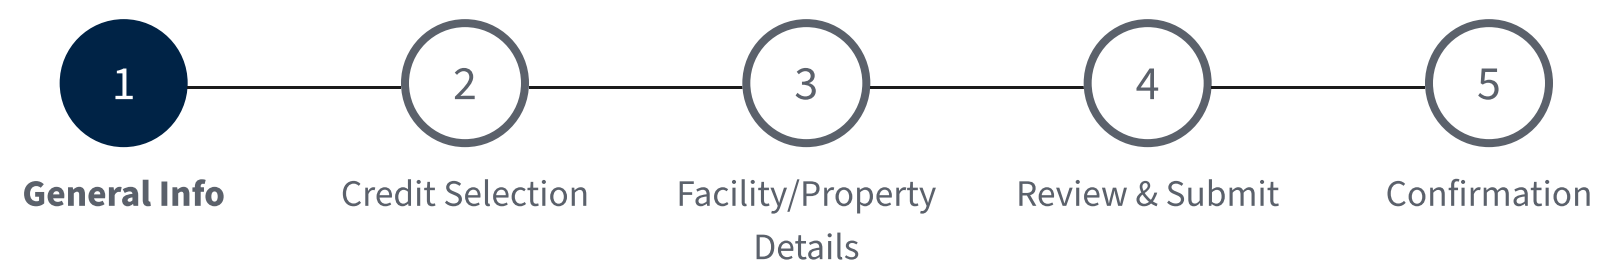 1 2 3 4 5
General Info Credit Selection Facility/Property Review & Submit Confirmation
Details